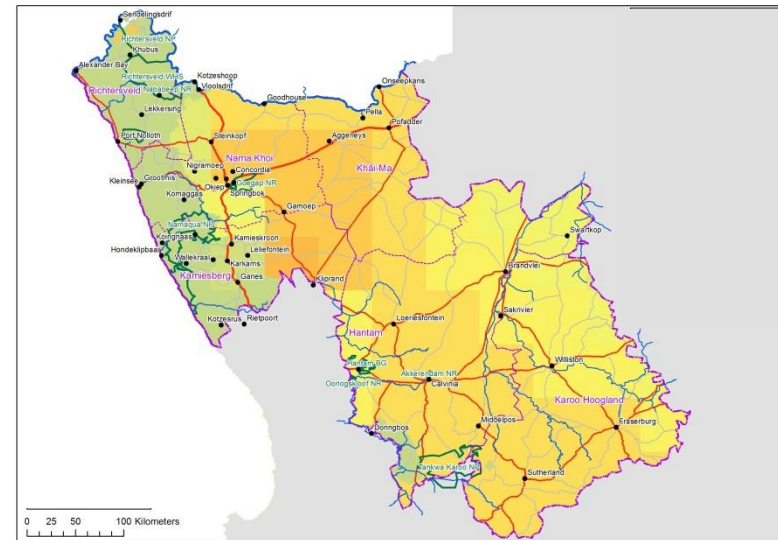 Sendelingsdrif
Richtersveld NP
Khubus
Alexander Bay
Richtersveld WHS
Kotzeshoop
Richtersveld
Nababeep NR
Vioolsdrif
Onseepkans
Goodhouse
Lekkersing
Pella
Pofadder
Port Nolloth
Steinkopf
Aggeneys
Nama Khoi
Khâi-Ma
Nigramoep
Concordia
Kleinsee
Grootmis
Okiep
Goegap NR
Springbok
Komaggas
Gamoep
Namaqua NP
Swartkop
Koingnaas
Kamieskroon
Hondeklipbaai
Leliefontein
Wallekraal
Karkams
Brandvlei
Kamiesberg
Garies
Kliprand
Kotzesrus
Rietpoort
Loeriesfontein
Sakrivier
Hantam
Hantam BG
Akkerendam NR
Williston
Oorlogskloof NR
Calvinia
Karoo Hoogland
Doringbos
Middelpos
Fraserburg
Tankwa Karoo NP
Sutherland
0 25 50 100 Kilometers